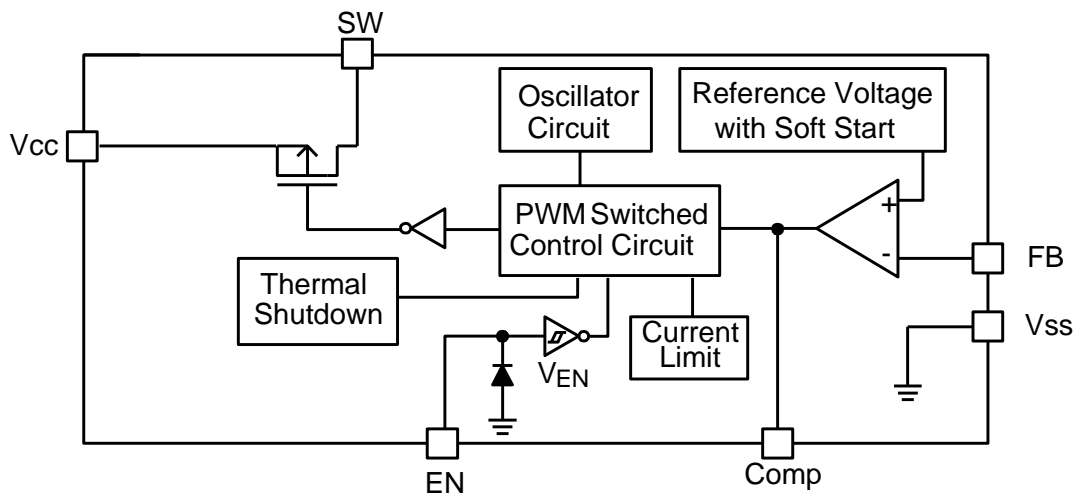 SW
Oscillator
Circuit
Reference Voltage
with Soft Start
Vcc
PWM Switched
Control Circuit
+
-
FB
Thermal
Shutdown
Current
Limit
Vss
VEN
EN
Comp